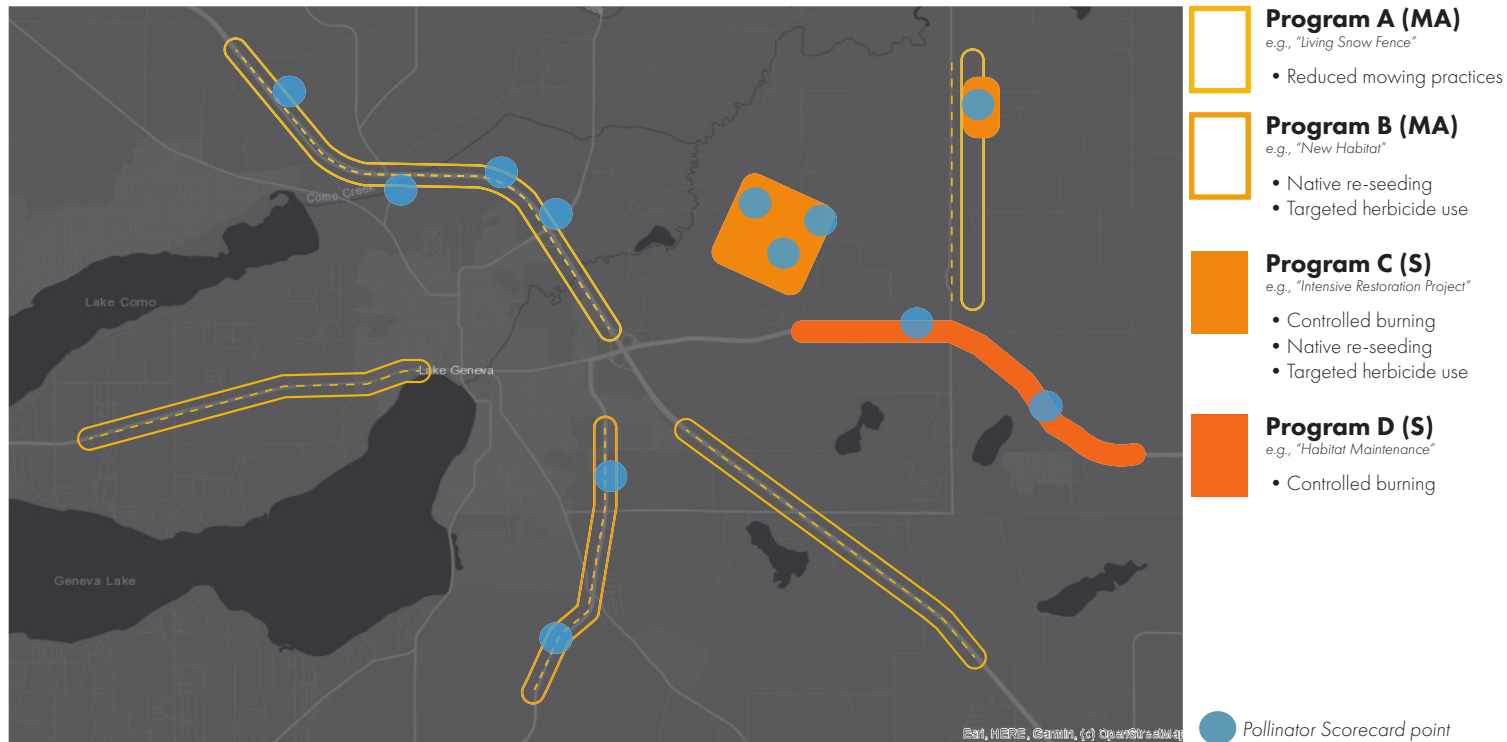 Como Creek
Lake Como
Lake Geneva
Geneva Lake
Esri, HERE, Garmin, (c) OpenStreetMap
Program A (MA)
e.g., “Living Snow Fence”
• Reduced mowing practices
Program B (MA)
e.g., “New Habitat”
• Native re-seeding
• Targeted herbicide use
Program C (S)
e.g., “Intensive Restoration Project”
• Controlled burning
• Native re-seeding
• Targeted herbicide use
Program D (S)
e.g., “Habitat Maintenance”
• Controlled burning
Pollinator Scorecard point